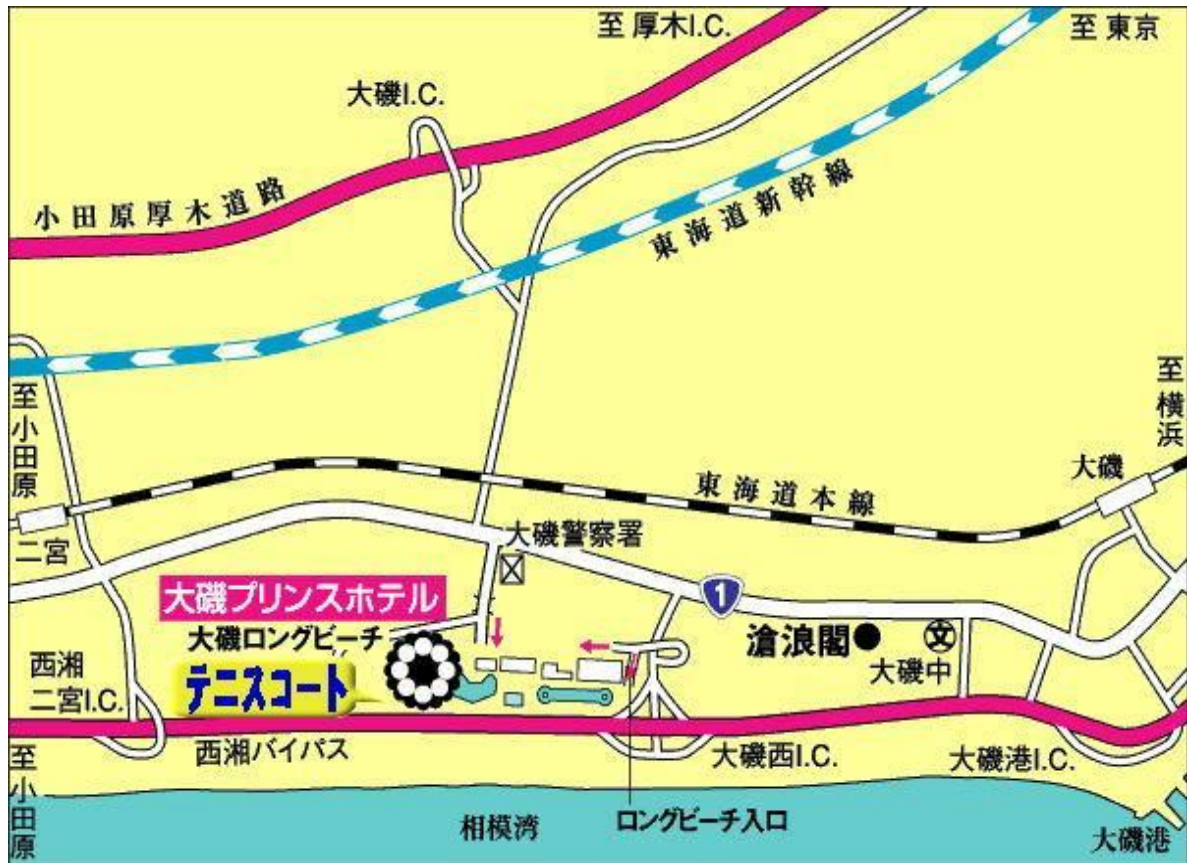 至 厚木I.C.
至 東京
大磯I.C.
小田原厚木道路
東海道新幹線
至小田原
至横浜
大磯
東海道本線
二宮
大磯警察署
大磯プリンスホテル
1
大磯ロングビーチ
滄浪閣
文
大磯中
テニスコート
西湘
二宮I.C.
西湘バイパス
大磯西I.C.
大磯港I.C.
至小田原
相模湾
ロングビーチ入口
大磯港